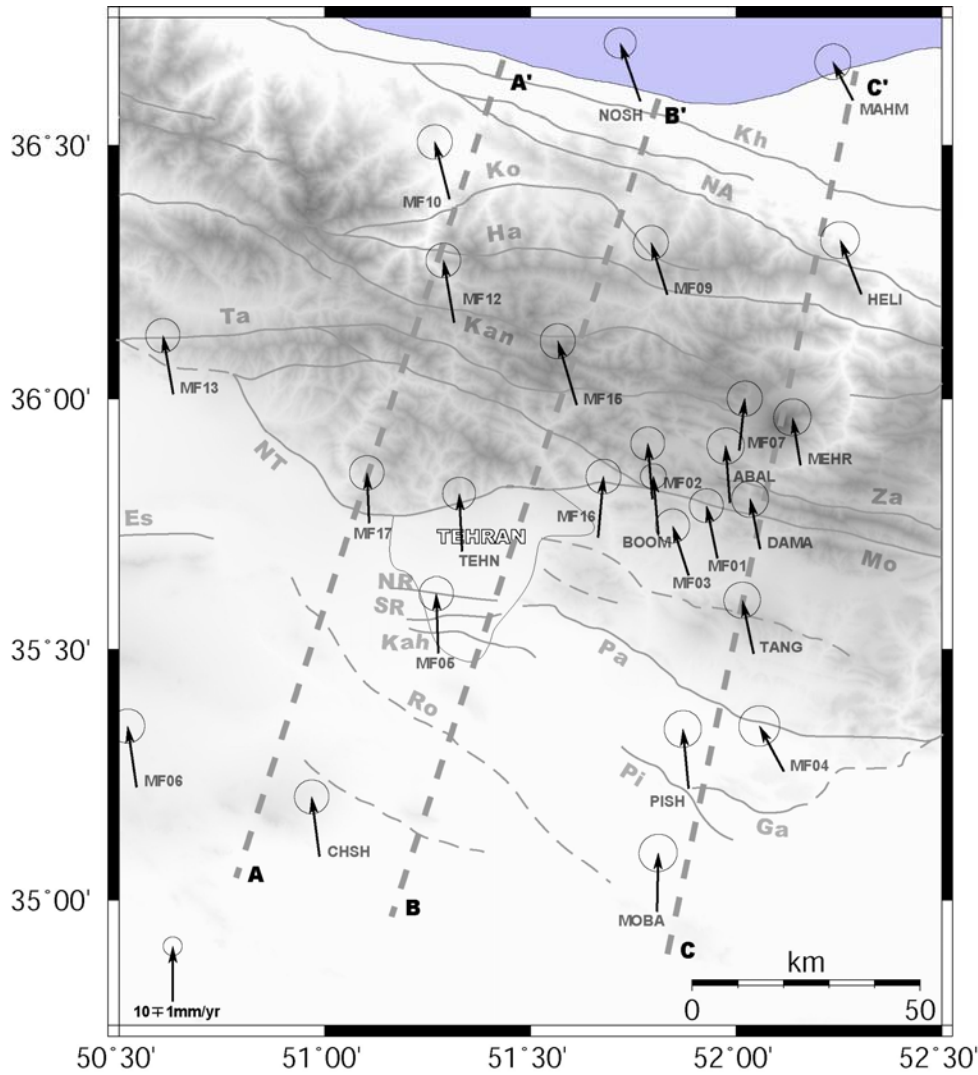 A'
C'
MAHM
NOSH
B'
Kh
36°30'
Ko
NA
MF10
Ha
MF12
MF09
HELI
Ta
Kan
MF13
MF15
36°00'
NT
MF07
MEHR
ABAL
MF02
Za
Es
MF17
MF16
TEHRAN
TEHN
BOOM
MF01
DAMA
MF03
Mo
NR
SR
Kah
MF05
35°30'
Pa
TANG
Ro
MF06
MF04
Pi
PISH
Ga
CHSH
A
35°00'
B
MOBA
C
km
10∓1mm/yr
0
50
50°30'
51°00'
51°30'
52°00'
52°30'